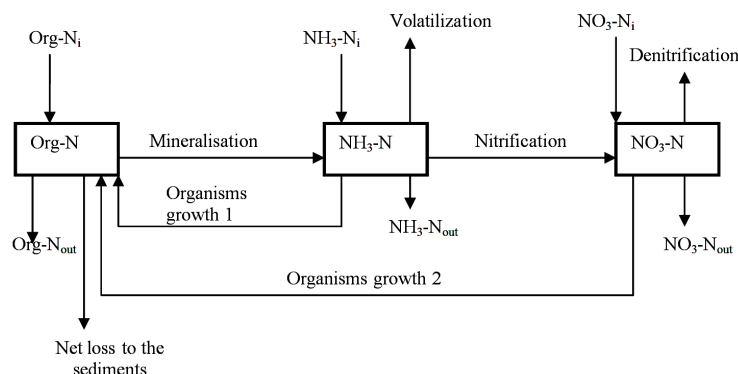 Volatilization
NO₃-Nᵢ
Org-Nᵢ
NH₃-Nᵢ
Denitrification
Org-N
Mineralisation
NH₃-N
Nitrification
NO₃-N
Organisms
growth 1
NH₃-Nout
Org-Nout
NO₃-Nout
Organisms growth 2
Net loss to the
sediments